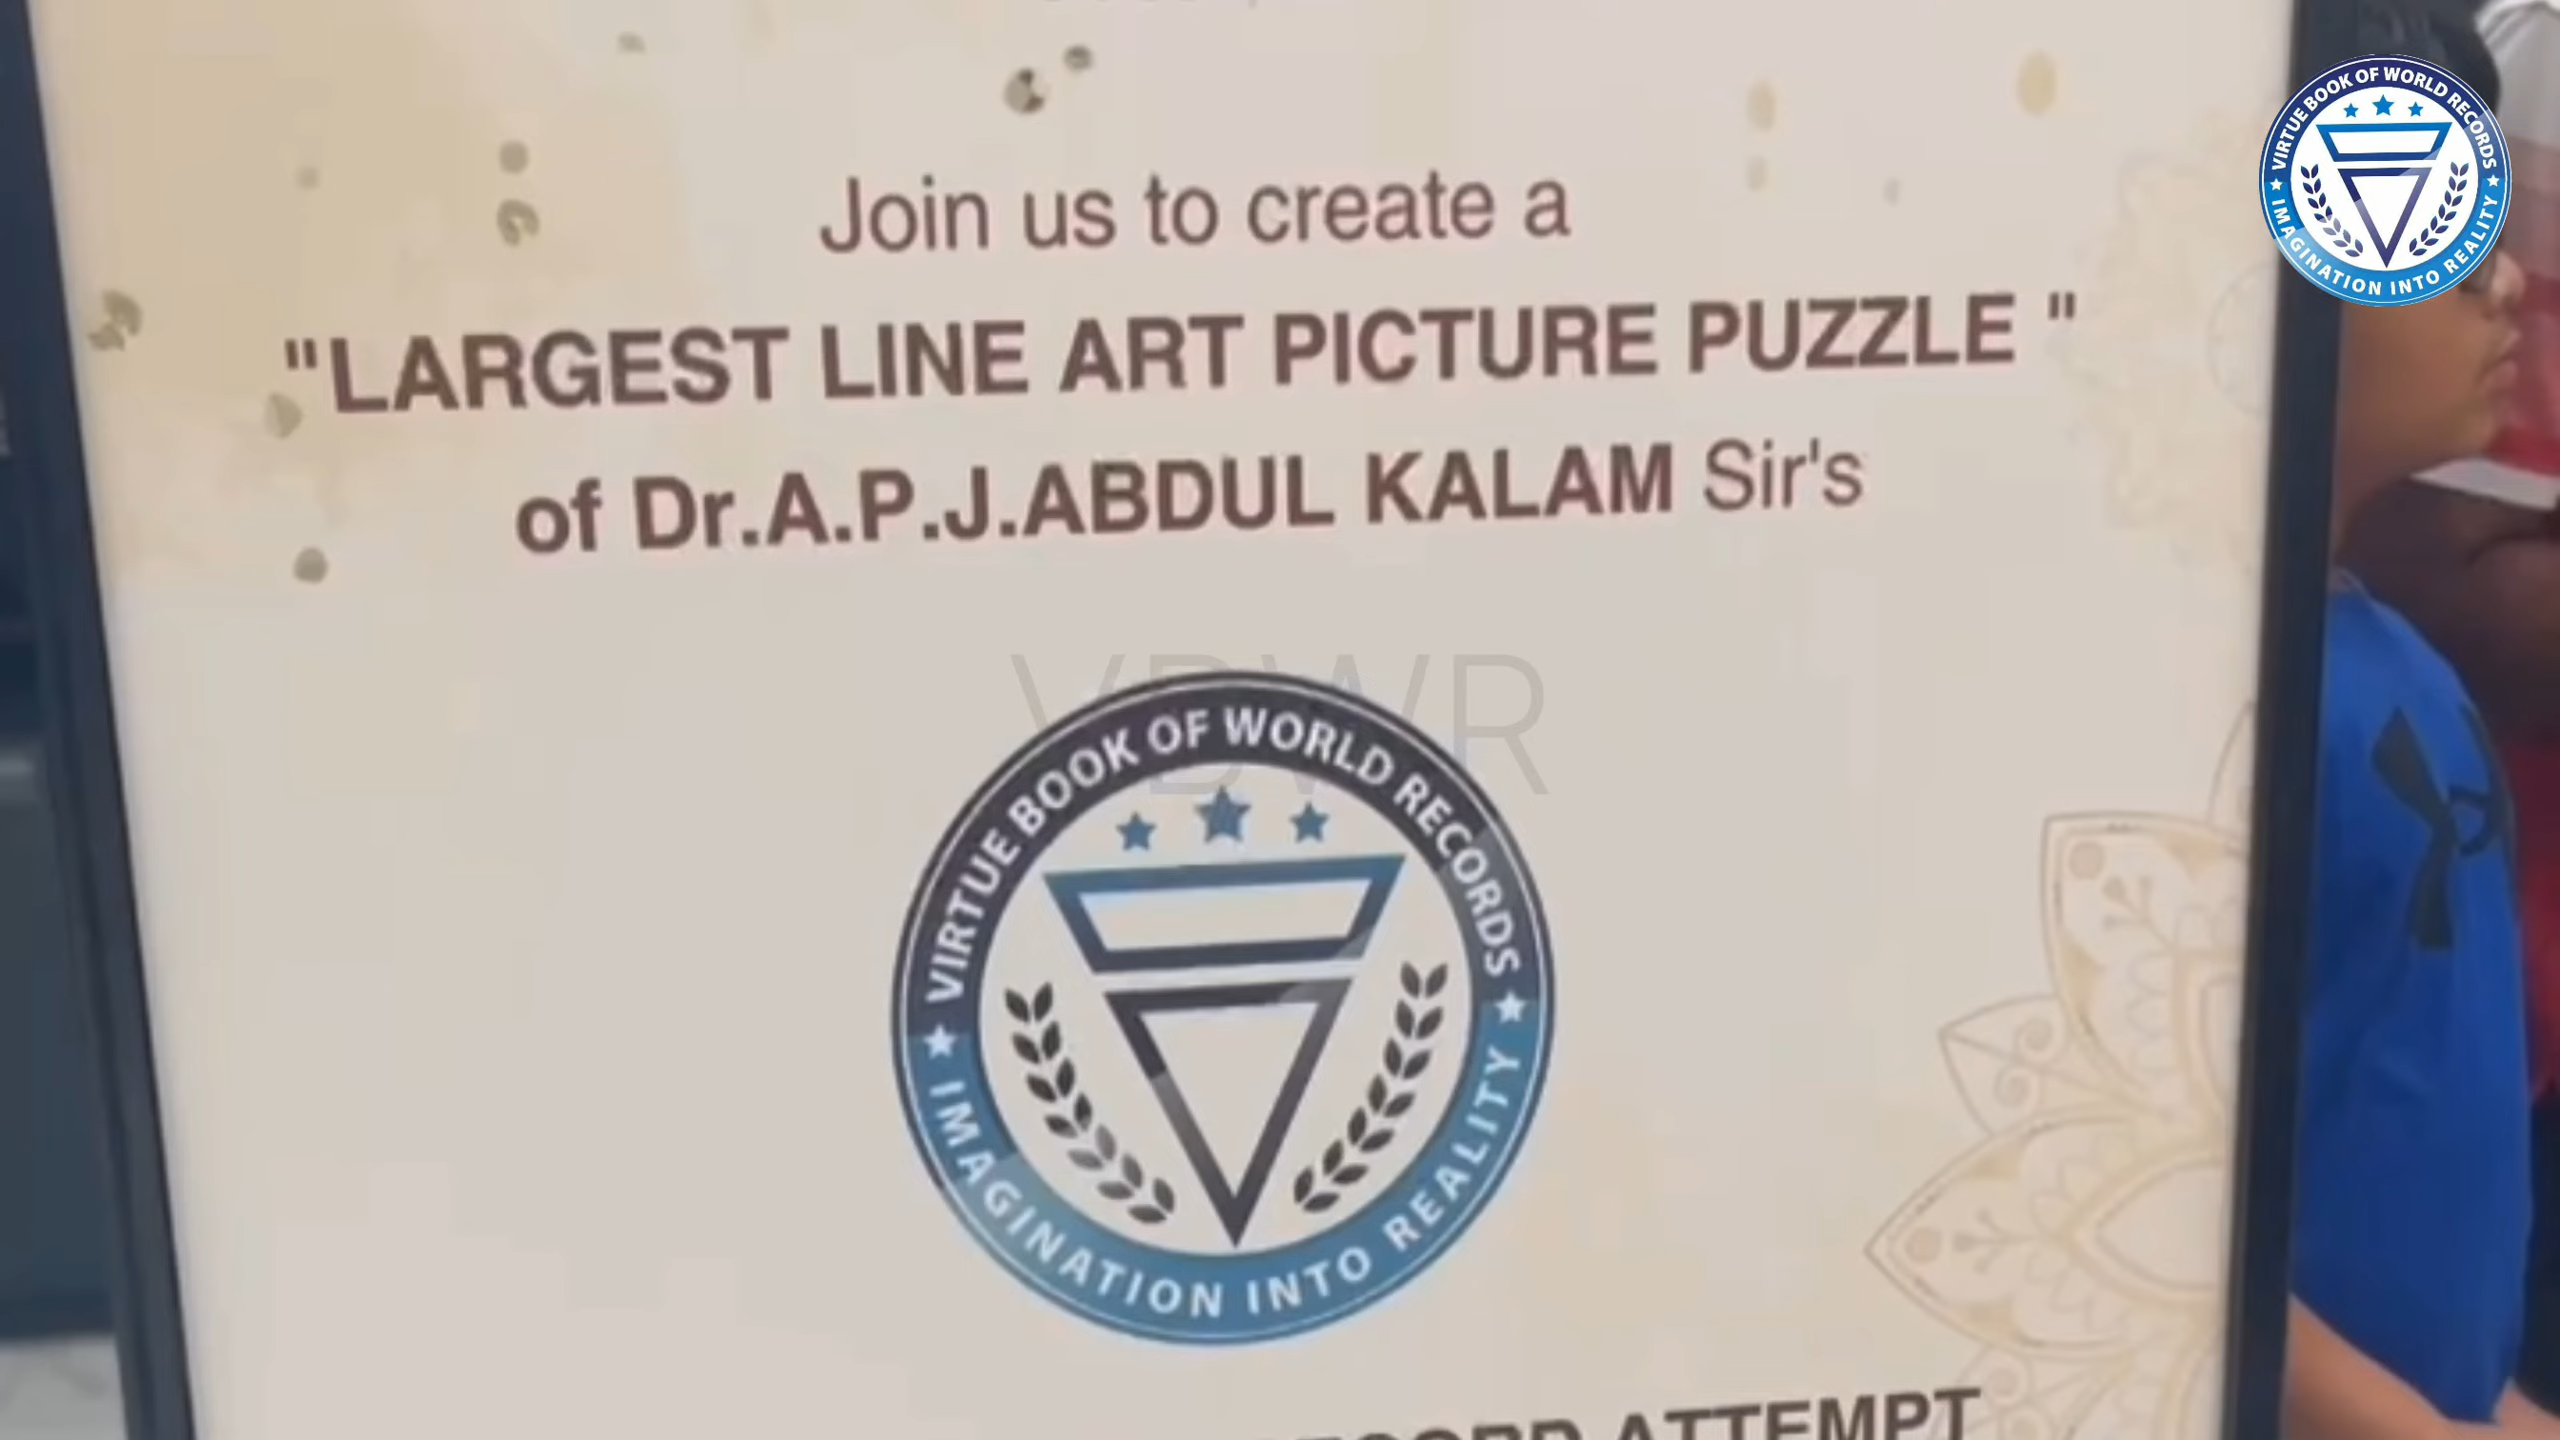 Join us to create a
"LARGEST LINE ART PICTURE PUZZLE "
of Dr.A.P.J.ABDUL KALAM Sir's
VBWR
VIRTUE BOOK OF WORLD RECORDS
IMAGINATION INTO REALITY
RECORD ATTEMPT
VIRTUE BOOK OF WORLD RECORDS
IMAGINATION INTO REALITY